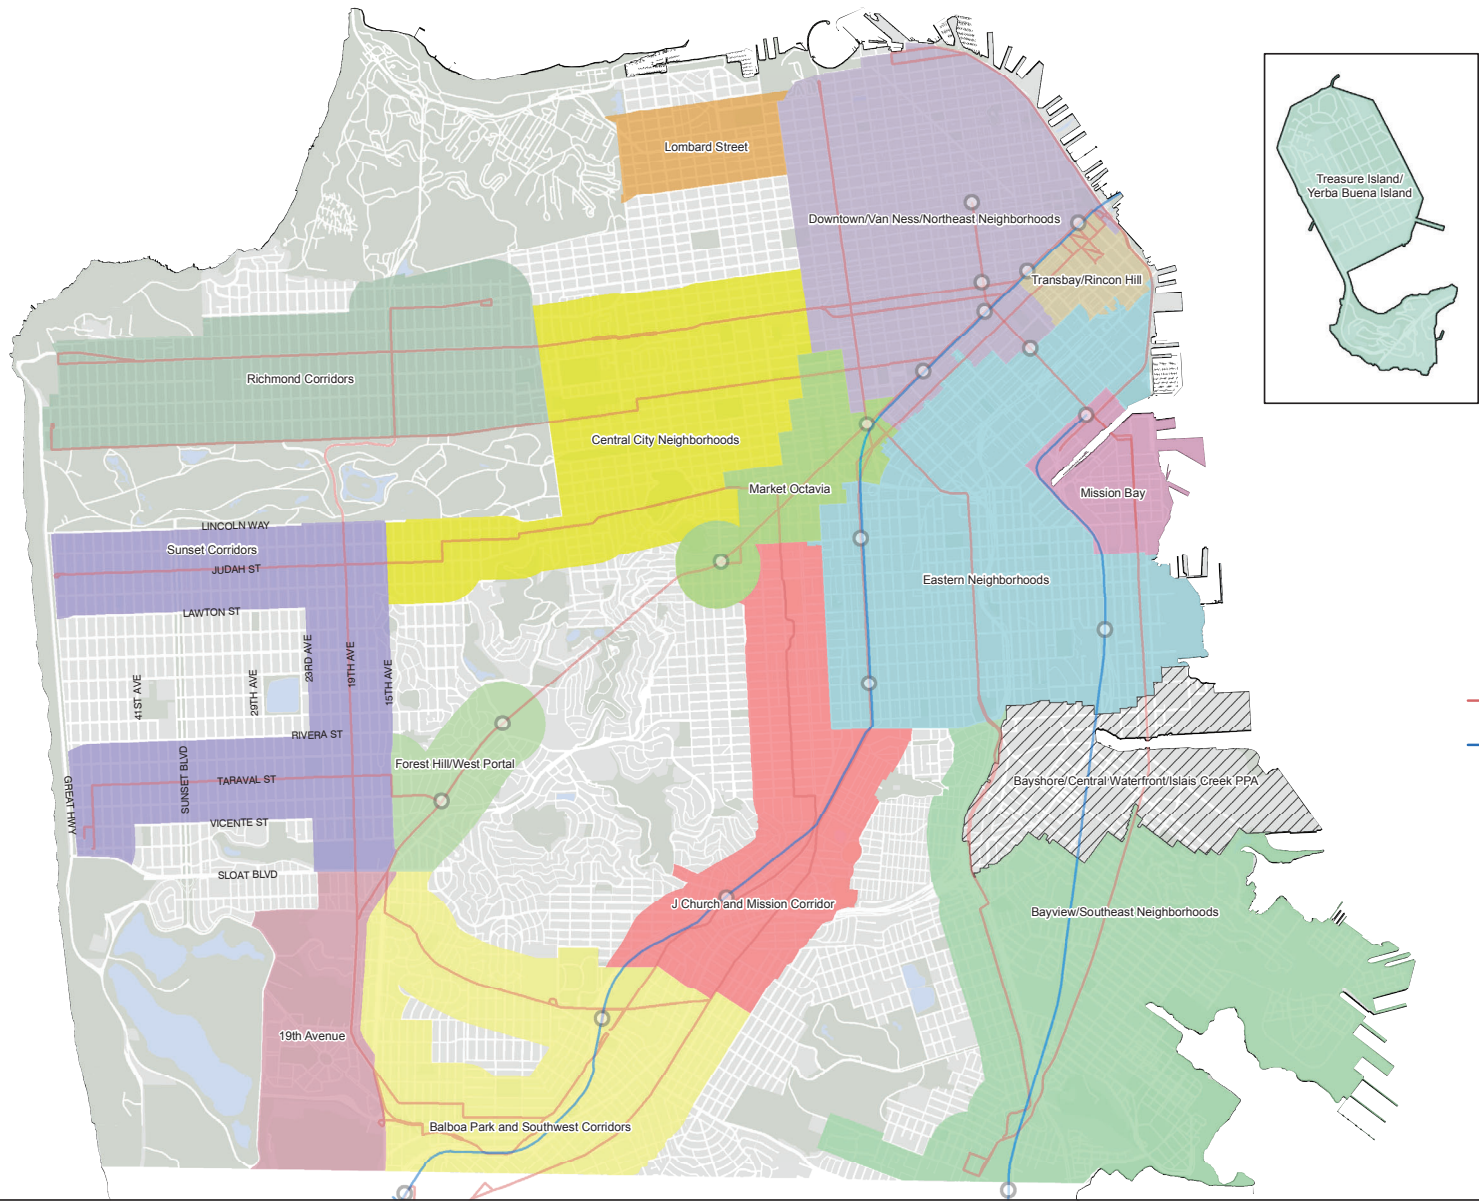 Lombard Street
Treasure Island/
Yerba Buena Island
Downtown/Van Ness/Northeast Neighborhoods
Transbay/Rincon Hill
Richmond Corridors
Central City Neighborhoods
Market Octavia
Mission Bay
LINCOLN WAY
Sunset Corridors
JUDAH ST
Eastern Neighborhoods
LAWTON ST
23RD AVE
19TH AVE
15TH AVE
41ST AVE
29TH AVE
RIVERA ST
Forest Hill/West Portal
SUNSET BLVD
TARAVAL ST
GREAT HWY
Bayshore/Central Waterfront/Islais Creek PPA
VICENTE ST
SLOAT BLVD
J Church and Mission Corridor
Bayview/Southeast Neighborhoods
19th Avenue
Balboa Park and Southwest Corridors